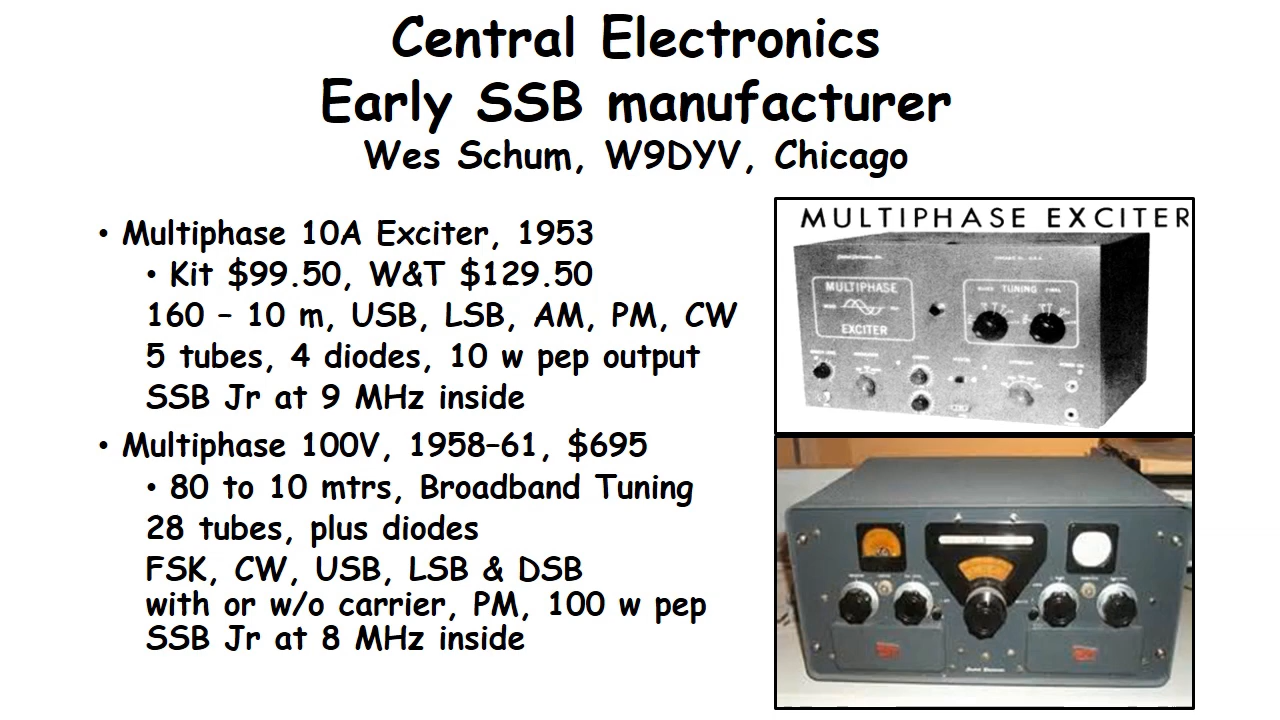 Central Electronics
Early SSB manufacturer
Wes Schum, W9DYV, Chicago
• Multiphase 10A Exciter, 1953
• Kit $99.50, W&T $129.50
160 – 10 m, USB, LSB, AM, PM, CW
5 tubes, 4 diodes, 10 w pep output
SSB Jr at 9 MHz inside
• Multiphase 100V, 1958–61, $695
• 80 to 10 mtrs, Broadband Tuning
28 tubes, plus diodes
FSK, CW, USB, LSB & DSB
with or w/o carrier, PM, 100 w pep
SSB Jr at 8 MHz inside
MULTIPHASE EXCITER
MULTIPHASE
EXCITER
TUNING